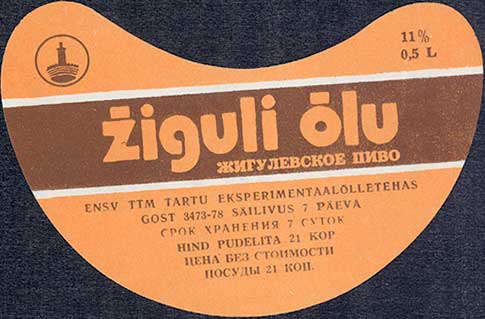 11%
0,5 L
žiguli õlu
ЖИГУЛЕВСКОЕ ПИВО
ENSV TTM TARTU EKSPERIMENTAALÕLLETEHAS
GOST 3473-78 SÄILIVUS 7 PÄEVA
СРОК ХРАНЕНИЯ 7 СУТОК
HIND PUDELITA 21 KOP.
ЦЕНА БЕЗ СТОИМОСТИ
ПОСУДЫ 21 КОП.